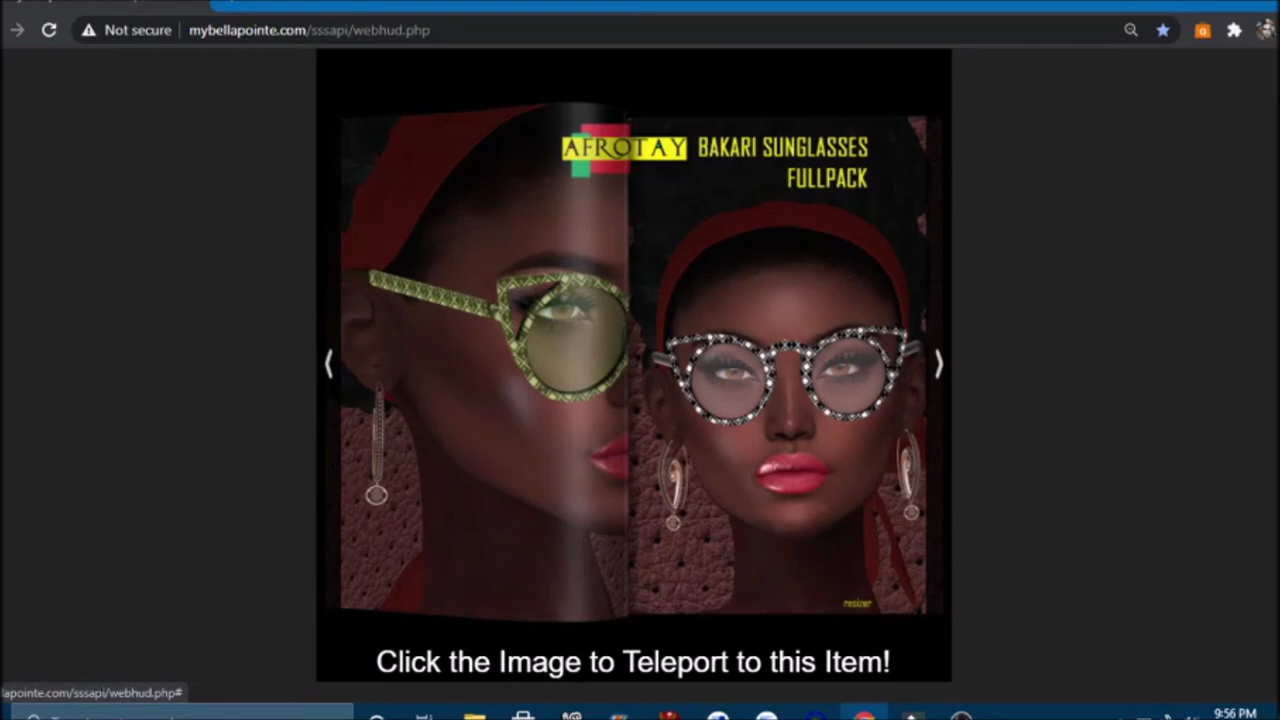 Not secure
mybellapointe.com/sssapi/webhud.php
AFROTAY BAKARI SUNGLASSES
FULLPACK
resizer
Click the Image to Teleport to this Item!
lapointe.com/sssapi/webhud.php#
9:56 PM